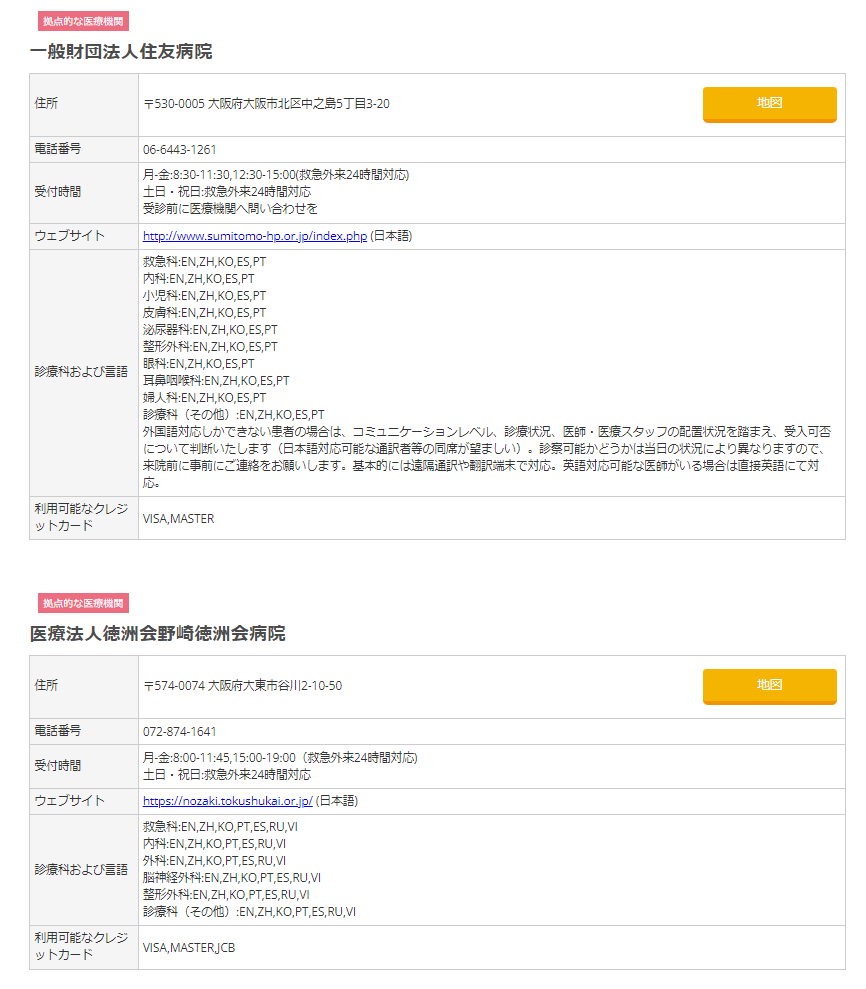 拠点的な医療機関
一般財団法人住友病院
住所
〒530-0005 大阪府大阪市北区中之島5丁目3-20
地図
電話番号
06-6443-1261
受付時間
月-金:8:30-11:30,12:30-15:00(救急外来24時間対応)
土日・祝日:救急外来24時間対応
受診前に医療機関へ問い合わせを
ウェブサイト
http://www.sumitomo-hp.or.jp/index.php (日本語)
診療科および言語
救急科:EN,ZH,KO,ES,PT
内科:EN,ZH,KO,ES,PT
小児科:EN,ZH,KO,ES,PT
皮膚科:EN,ZH,KO,ES,PT
泌尿器科:EN,ZH,KO,ES,PT
整形外科:EN,ZH,KO,ES,PT
眼科:EN,ZH,KO,ES,PT
耳鼻咽喉科:EN,ZH,KO,ES,PT
婦人科:EN,ZH,KO,ES,PT
診療科（その他）:EN,ZH,KO,ES,PT
外国語対応しかできない患者の場合は、コミュニケーションレベル、診療状況、医師・医療スタッフの配置状況を踏まえ、受入可否
について判断いたします（日本語対応可能な通訳者等の同席が望ましい）。診察可能かどうかは当日の状況により異なりますので、
来院前に事前にご連絡をお願いします。基本的には遠隔通訳や翻訳端末で対応。英語対応可能な医師がいる場合は直接英語にて対
応。
利用可能なクレジ
ットカード
VISA,MASTER
拠点的な医療機関
医療法人徳洲会野崎徳洲会病院
住所
〒574-0074 大阪府大東市谷川2-10-50
地図
電話番号
072-874-1641
受付時間
月-金:8:00-11:45,15:00-19:00（救急外来24時間対応)
土日・祝日:救急外来24時間対応
ウェブサイト
https://nozaki.tokushukai.or.jp/ (日本語)
診療科および言語
救急科:EN,ZH,KO,PT,ES,RU,VI
内科:EN,ZH,KO,PT,ES,RU,VI
外科:EN,ZH,KO,PT,ES,RU,VI
脳神経外科:EN,ZH,KO,PT,ES,RU,VI
整形外科:EN,ZH,KO,PT,ES,RU,VI
診療科（その他）:EN,ZH,KO,PT,ES,RU,VI
利用可能なクレジ
ットカード
VISA,MASTER,JCB